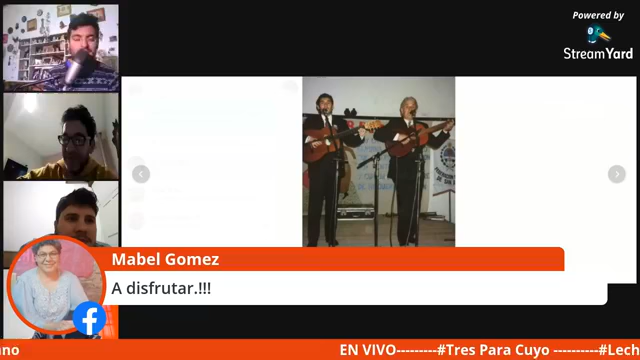 Powered by
StreamYard
Mabel Gomez
A disfrutar.!!!
no EN VIVO---------#Tres Para Cuyo ----------#Lech